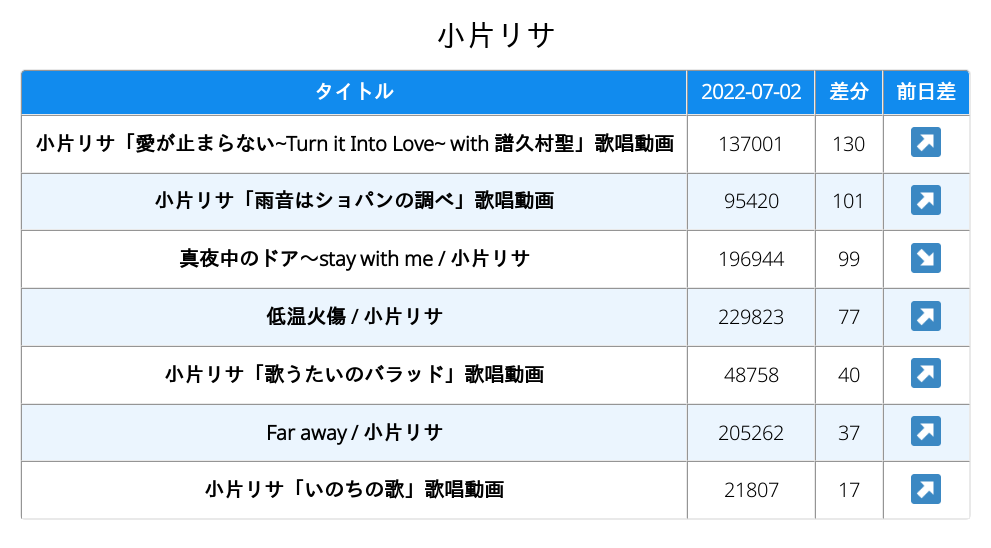 小片リサ
タイトル 2022-07-02 差分 前日差
小片リサ「愛が止まらない~Turn it Into Love~ with 譜久村聖」歌唱動画 137001 130 ↗
小片リサ「雨音はショパンの調べ」歌唱動画 95420 101 ↗
真夜中のドア〜stay with me / 小片リサ 196944 99 ↘
低温火傷 / 小片リサ 229823 77 ↗
小片リサ「歌うたいのバラッド」歌唱動画 48758 40 ↗
Far away / 小片リサ 205262 37 ↗
小片リサ「いのちの歌」歌唱動画 21807 17 ↗